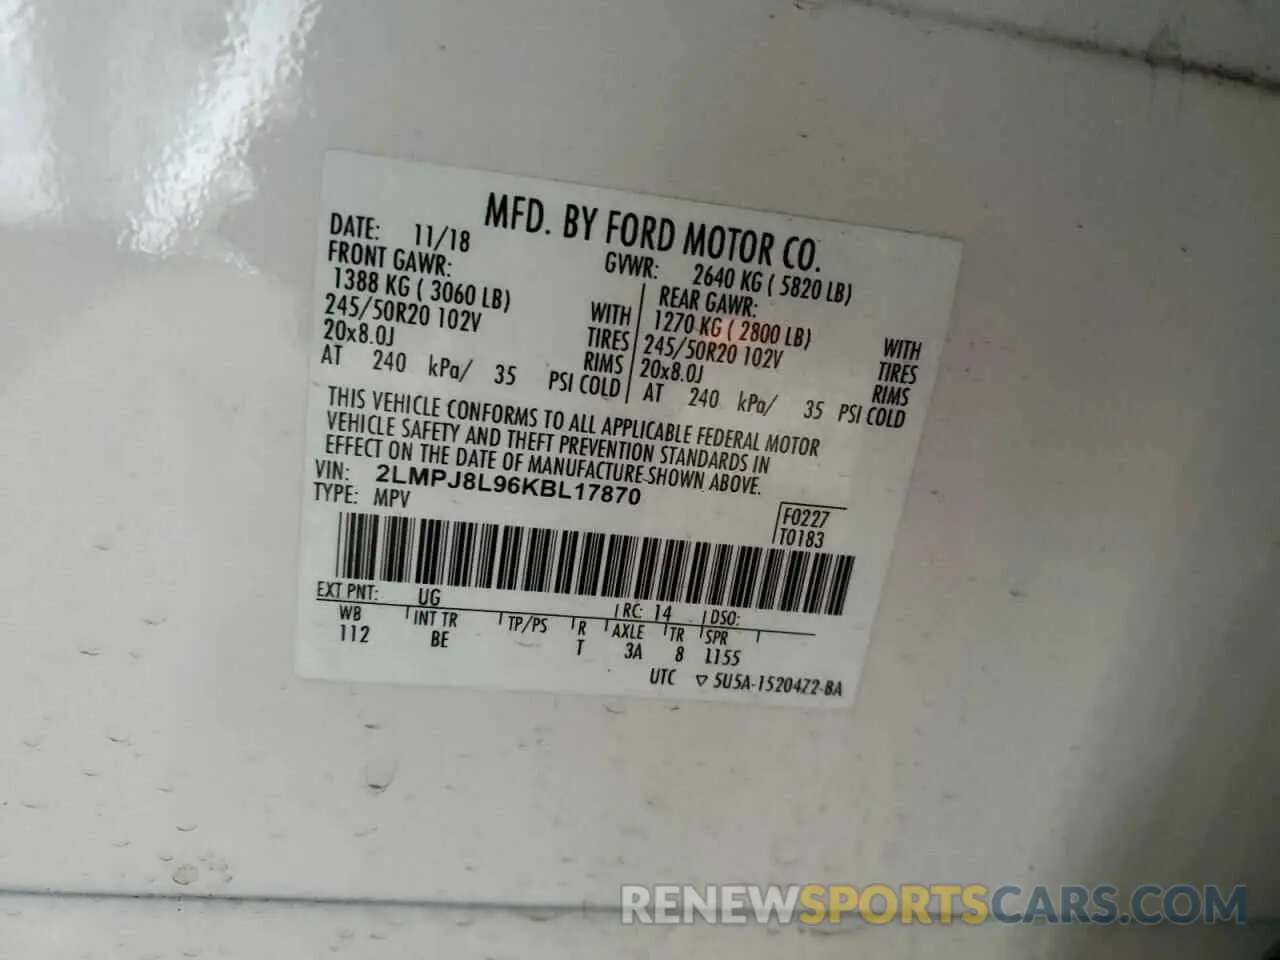 MFD. BY FORD MOTOR CO.
DATE: 11/18 GVWR: 2640 KG ( 5820 LB)
FRONT GAWR: REAR GAWR:
1388 KG ( 3060 LB) WITH 1270 KG ( 2800 LB) WITH
245/50R20 102V TIRES 245/50R20 102V TIRES
20x8.0J RIMS 20x8.0J RIMS
AT 240 kPa/ 35 PSI COLD AT 240 kPa/ 35 PSI COLD
THIS VEHICLE CONFORMS TO ALL APPLICABLE FEDERAL MOTOR
VEHICLE SAFETY AND THEFT PREVENTION STANDARDS IN
EFFECT ON THE DATE OF MANUFACTURE SHOWN ABOVE.
VIN: 2LMPJ8L96KBL17870
TYPE: MPV
F0227
T0183
EXT PNT: UG RC: 14 DSO:
WB INT TR TP/PS R AXLE TR SPR
112 BE T 3A 8 1155
UTC ▽ 5U5A-1520472-BA
RENEWSPORTSCARS.COM